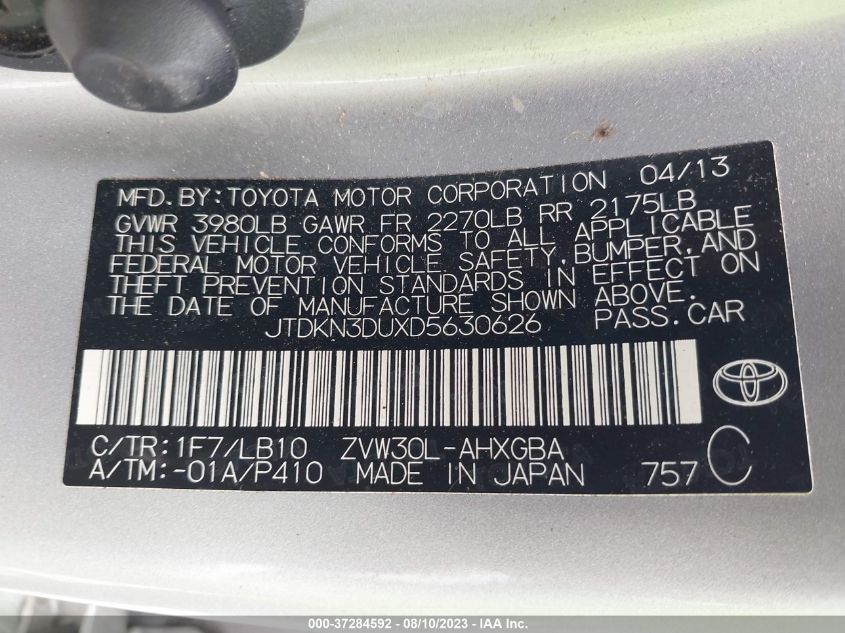 MFD.BY:TOYOTA MOTOR CORPORATION 04/13
GVWR 3980LB GAWR FR 2270LB RR 2175LB
THIS VEHICLE CONFORMS TO ALL APPLICABLE
FEDERAL MOTOR VEHICLE SAFETY,BUMPER,AND
THEFT PREVENTION STANDARDS IN EFFECT ON
THE DATE OF MANUFACTURE SHOWN ABOVE.
JTDKN3DUXD5630626 PASS.CAR
C/TR:1F7/LB10 ZVW30L-AHXGBA C
A/TM:-01A/P410 MADE IN JAPAN 757
000-37284592 - 08/10/2023 - IAA Inc.